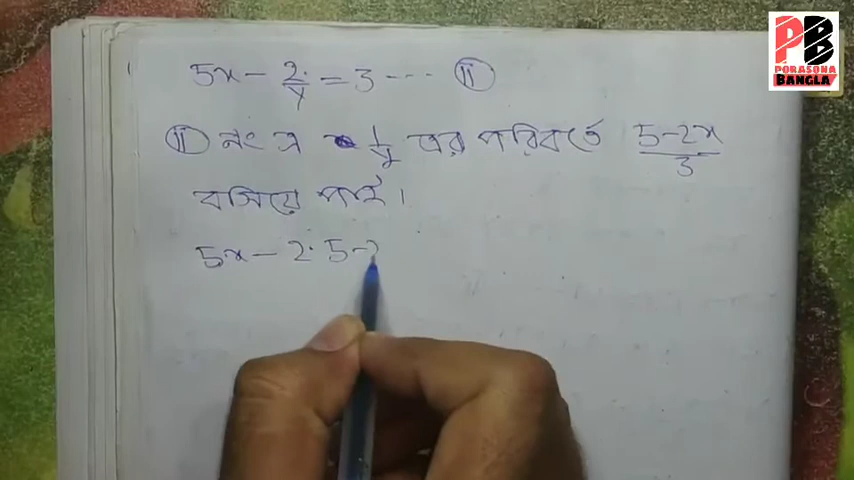 PB
PORASONA
BANGLA
5x - 2/y = 3 --- ii
ii নং এ 1/y এর পরিবর্তে 5-2x/3
বসিয়ে পাই।
5x - 2. 5-2